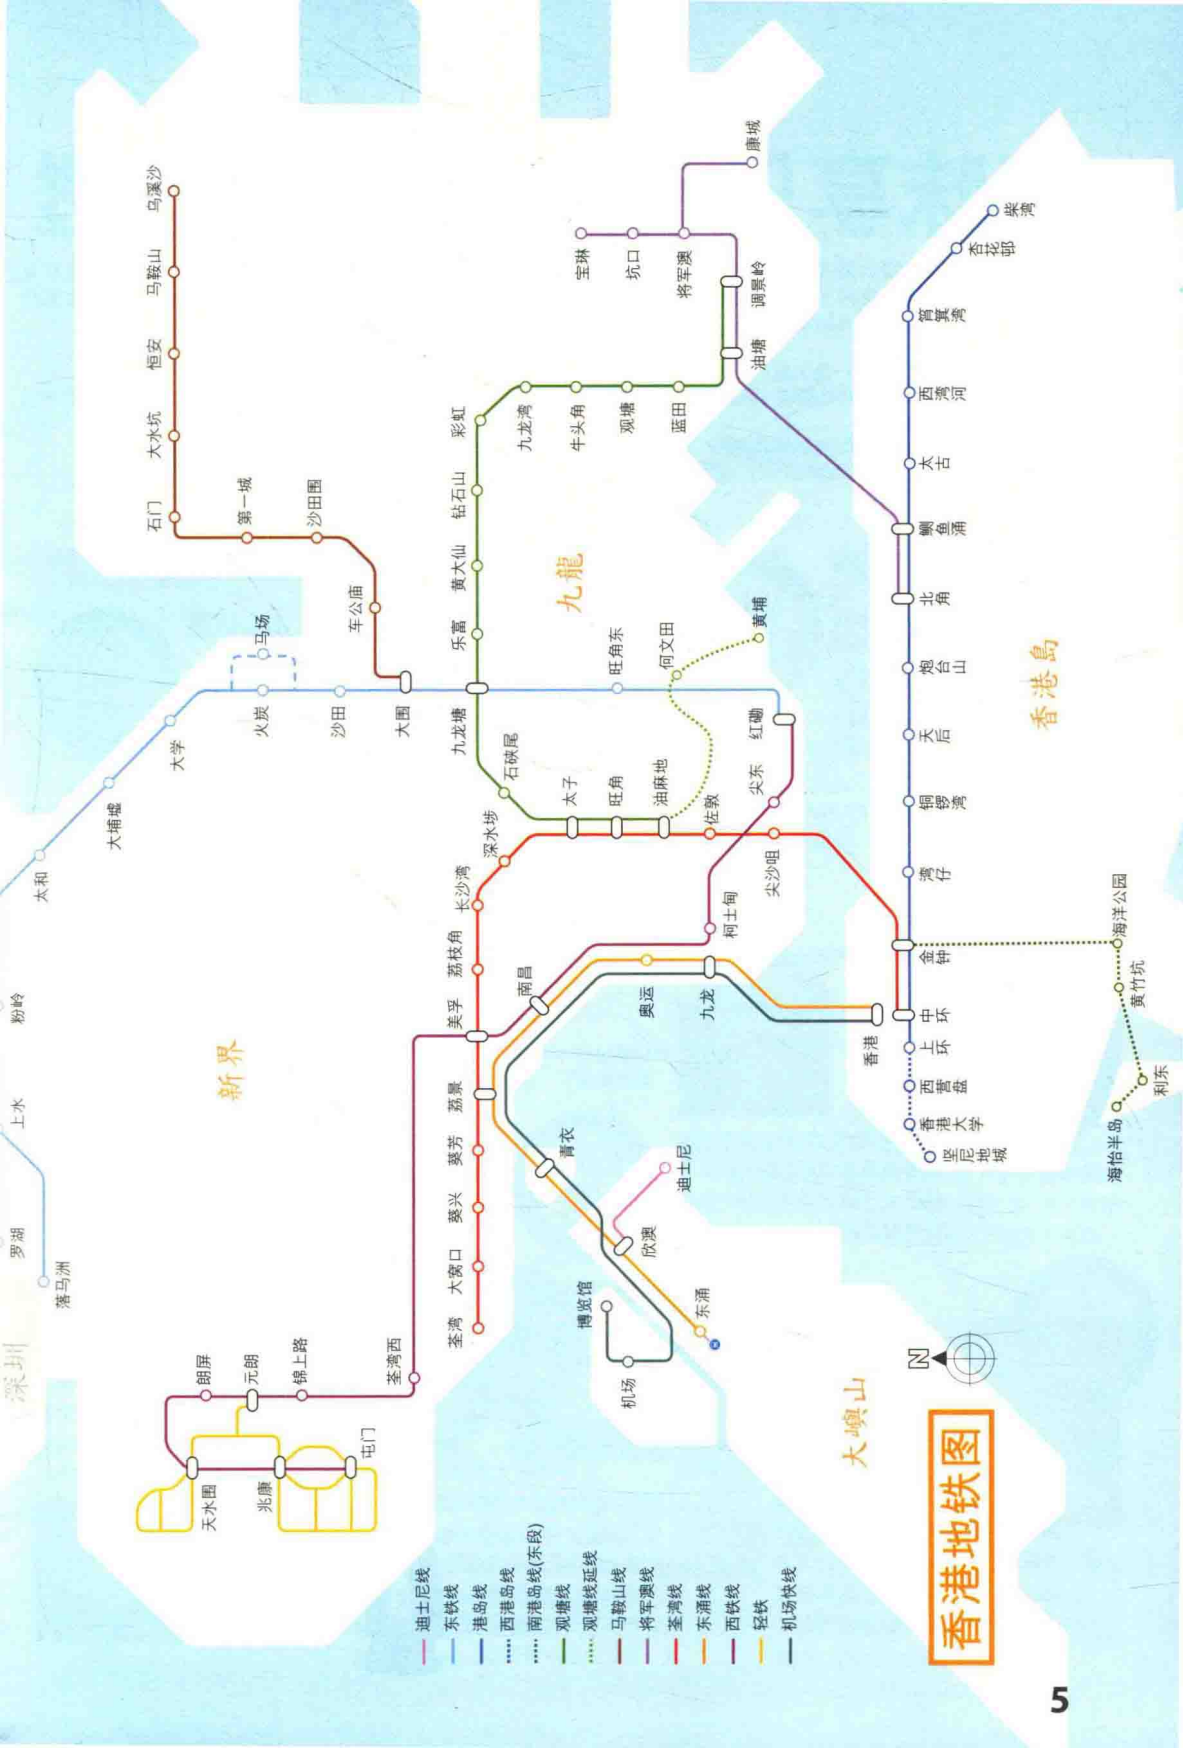 香港地铁图
N
5
迪士尼线
东铁线
港岛线
西港岛线
南港岛线(东段)
观塘线
观塘线延线
马鞍山线
将军澳线
荃湾线
东涌线
西铁线
轻铁
机场快线
深圳
新界
九龍
香港島
大嶼山
罗湖
落马洲
上水
粉岭
太和
大埔墟
大学
火炭
马场
沙田
大围
九龙塘
旺角东
红磡
乌溪沙
马鞍山
恒安
大水坑
石门
第一城
沙田围
车公庙
朗屏
元朗
锦上路
天水围
兆康
屯门
荃湾西
美孚
南昌
柯士甸
尖东
荃湾
大窝口
葵兴
葵芳
荔景
荔枝角
长沙湾
深水埗
太子
旺角
油麻地
佐敦
尖沙咀
金钟
中环
石硖尾
乐富
黄大仙
钻石山
彩虹
九龙湾
牛头角
观塘
蓝田
油塘
调景岭
何文田
黄埔
宝琳
坑口
将军澳
康城
博览馆
机场
青衣
欣澳
迪士尼
东涌
奥运
九龙
香港
坚尼地城
香港大学
西营盘
上环
湾仔
铜锣湾
天后
炮台山
北角
鲗鱼涌
太古
西湾河
筲箕湾
杏花邨
柴湾
海洋公园
黄竹坑
利东
海怡半岛